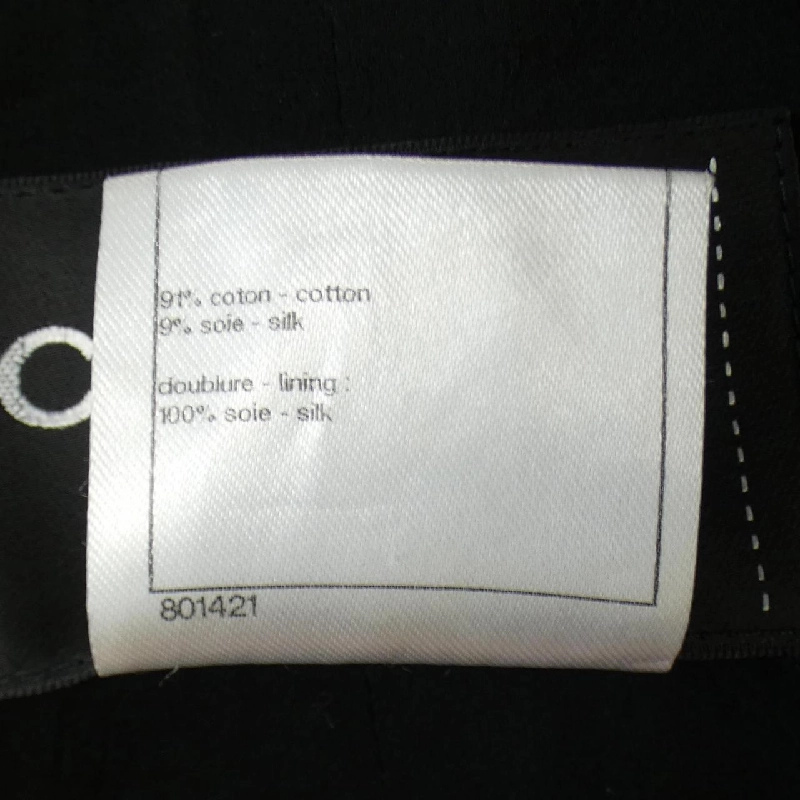 91% coton - cotton
9% soie - silk
doublure - lining :
100% soie - silk
801421